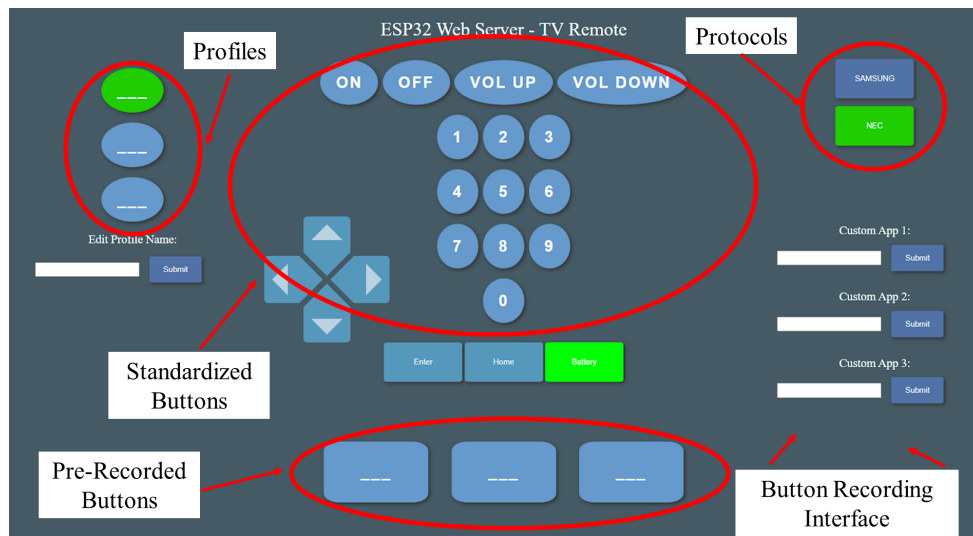 ESP32 Web Server - TV Remote
Profiles
Protocols
___
___
___
ON OFF VOL UP VOL DOWN
SAMSUNG
NEC
1 2 3
4 5 6
7 8 9
0
Edit Profile Name:
Submit
Custom App 1:
Submit
Custom App 2:
Submit
Custom App 3:
Submit
Enter Home Battery
Standardized
Buttons
___ ___ ___
Pre-Recorded
Buttons
Button Recording
Interface